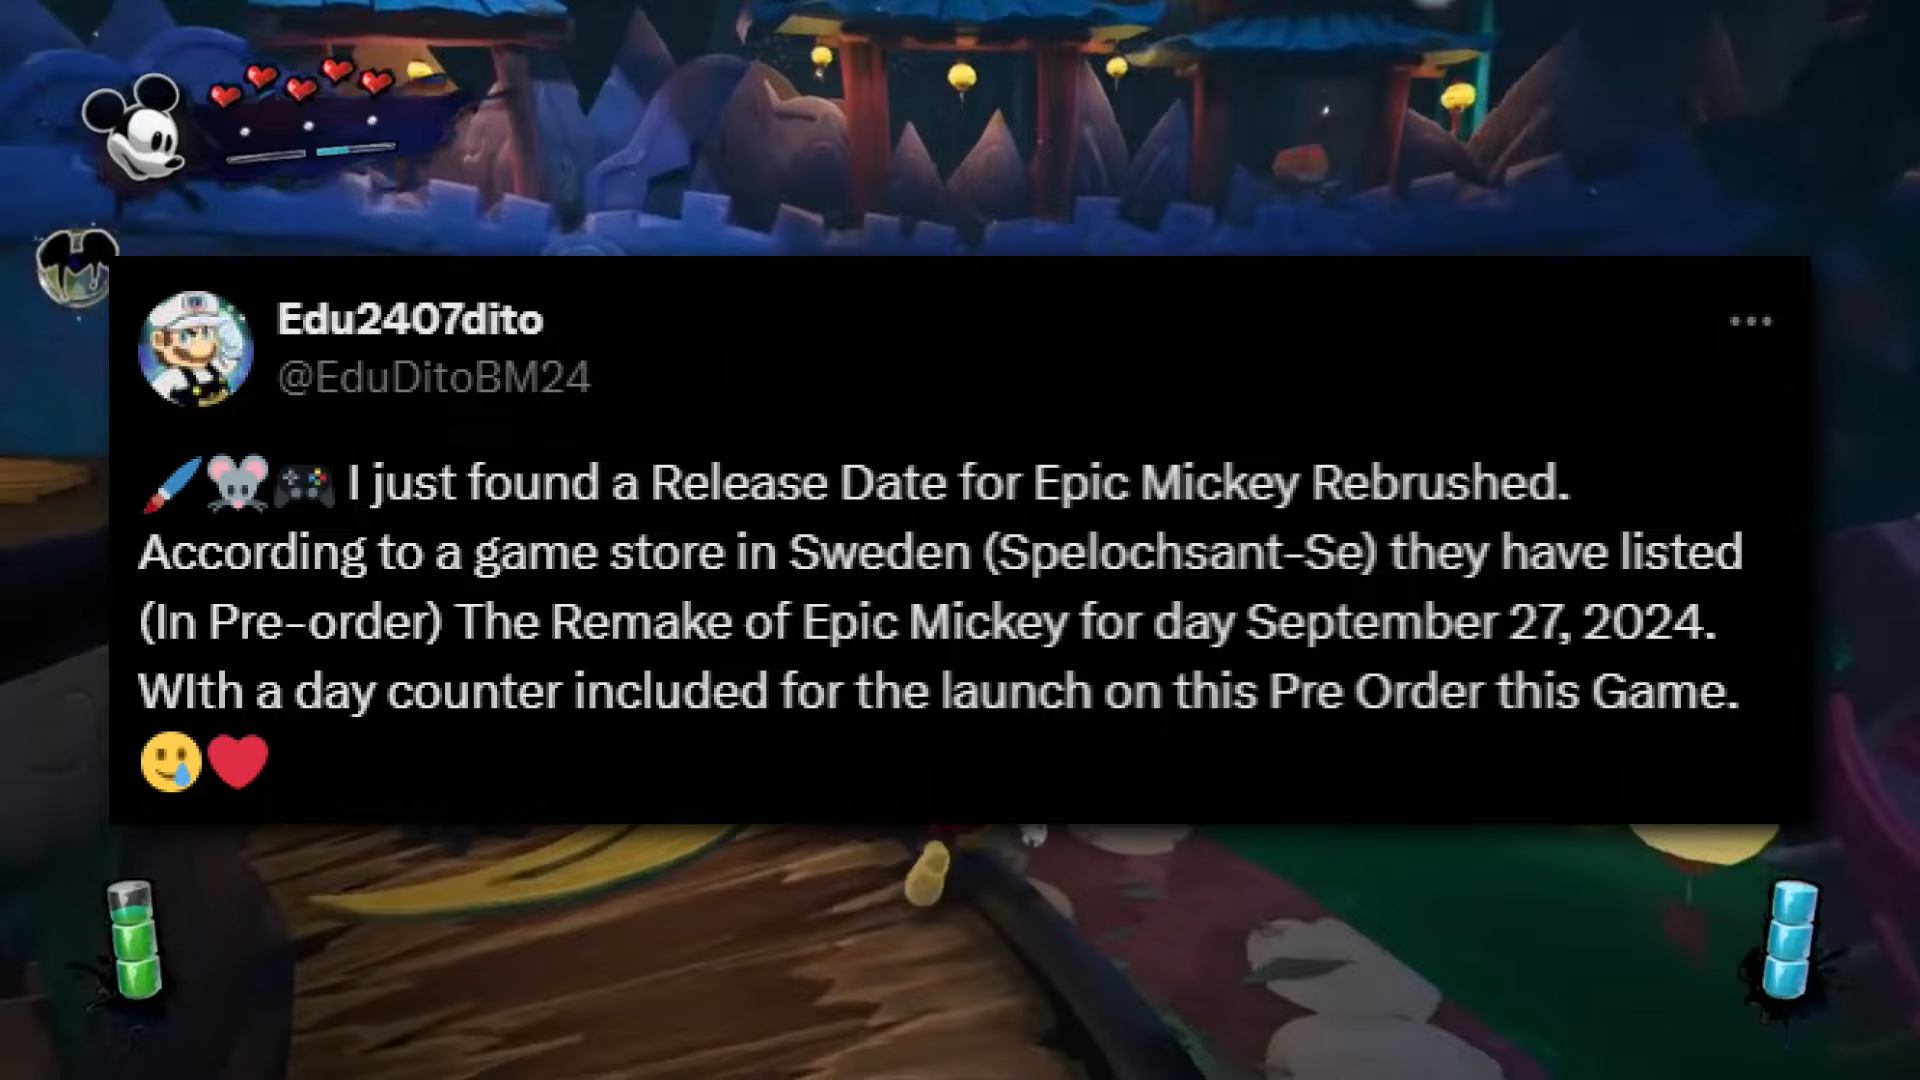 Edu2407dito
@EduDitoBM24
🖌️🐭🎮 I just found a Release Date for Epic Mickey Rebrushed.
According to a game store in Sweden (Spelochsant-Se) they have listed
(In Pre-order) The Remake of Epic Mickey for day September 27, 2024.
WIth a day counter included for the launch on this Pre Order this Game.
🥲❤️